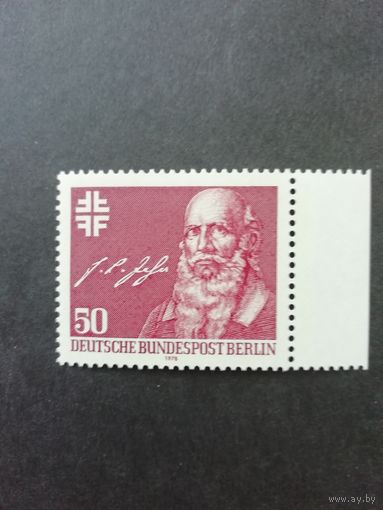 50
DEUTSCHE BUNDESPOST BERLIN
1978
www.ay.by